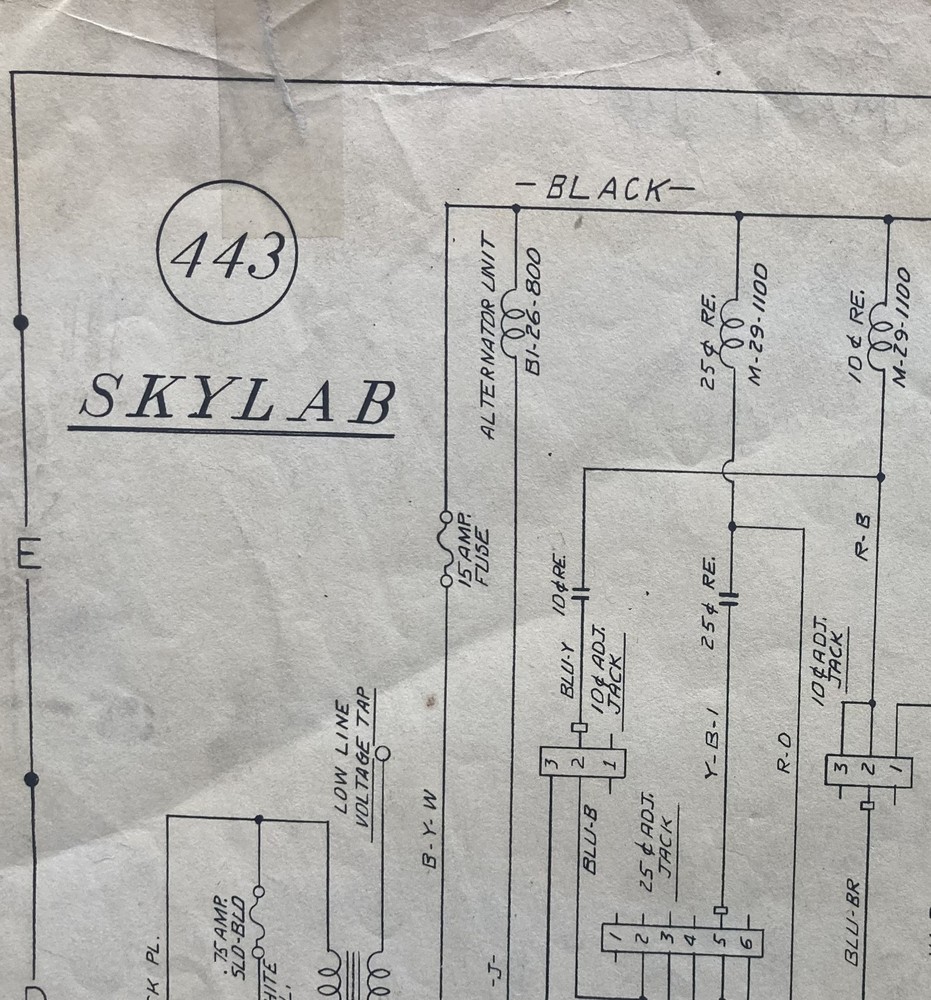 -BLACK-
443
SKYLAB
E
ALTERNATOR UNIT
B1-26-800
25¢ RE.
M-29-1100
10¢ RE.
M-29-1100
15 AMP.
FUSE
10¢ RE.
BLU-Y
10¢ ADJ.
JACK
25¢ RE.
R-B
10¢ ADJ.
JACK
LOW LINE
VOLTAGE TAP
B-Y-W
3 2 1
Y-B-1
R-O
3 2 1
BLU-B
25¢ ADJ.
JACK
1 2 3 4 5 6
BLU-BR
.75 AMP.
SLO-BLO
CK PL.
HITE
L.
-J-